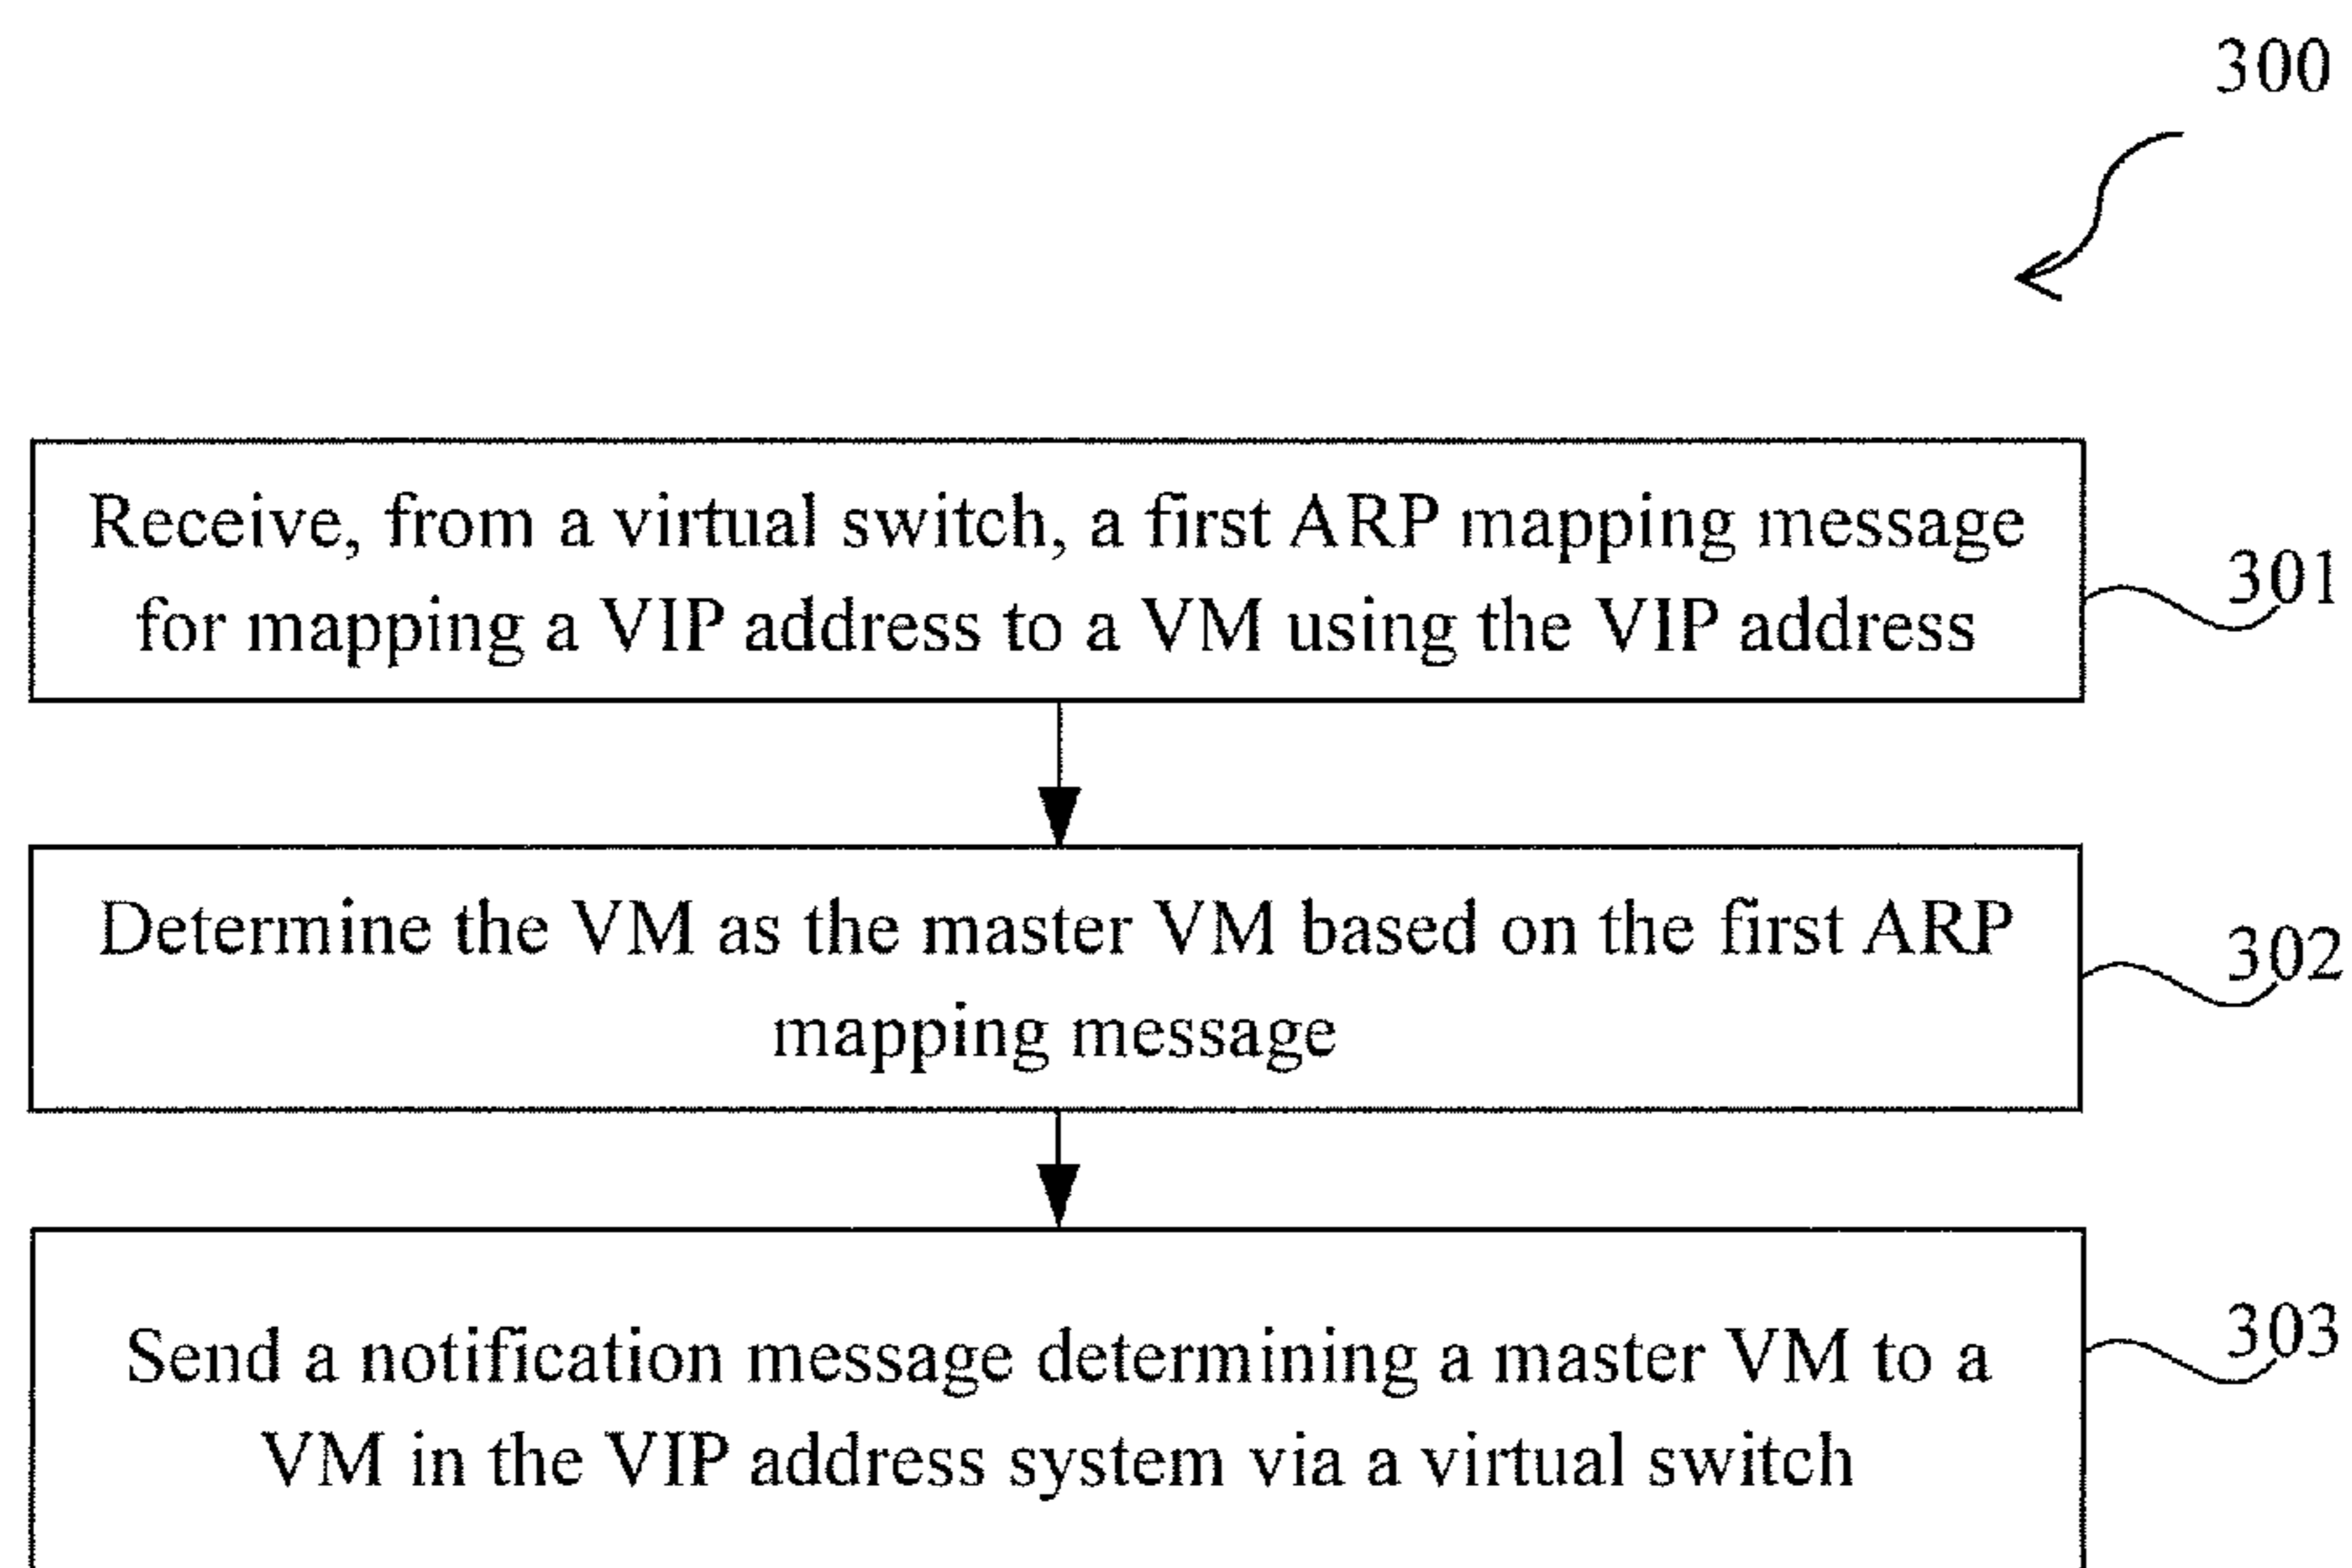 300
Receive, from a virtual switch, a first ARP mapping message
for mapping a VIP address to a VM using the VIP address
301
Determine the VM as the master VM based on the first ARP
mapping message
302
Send a notification message determining a master VM to a
VM in the VIP address system via a virtual switch
303